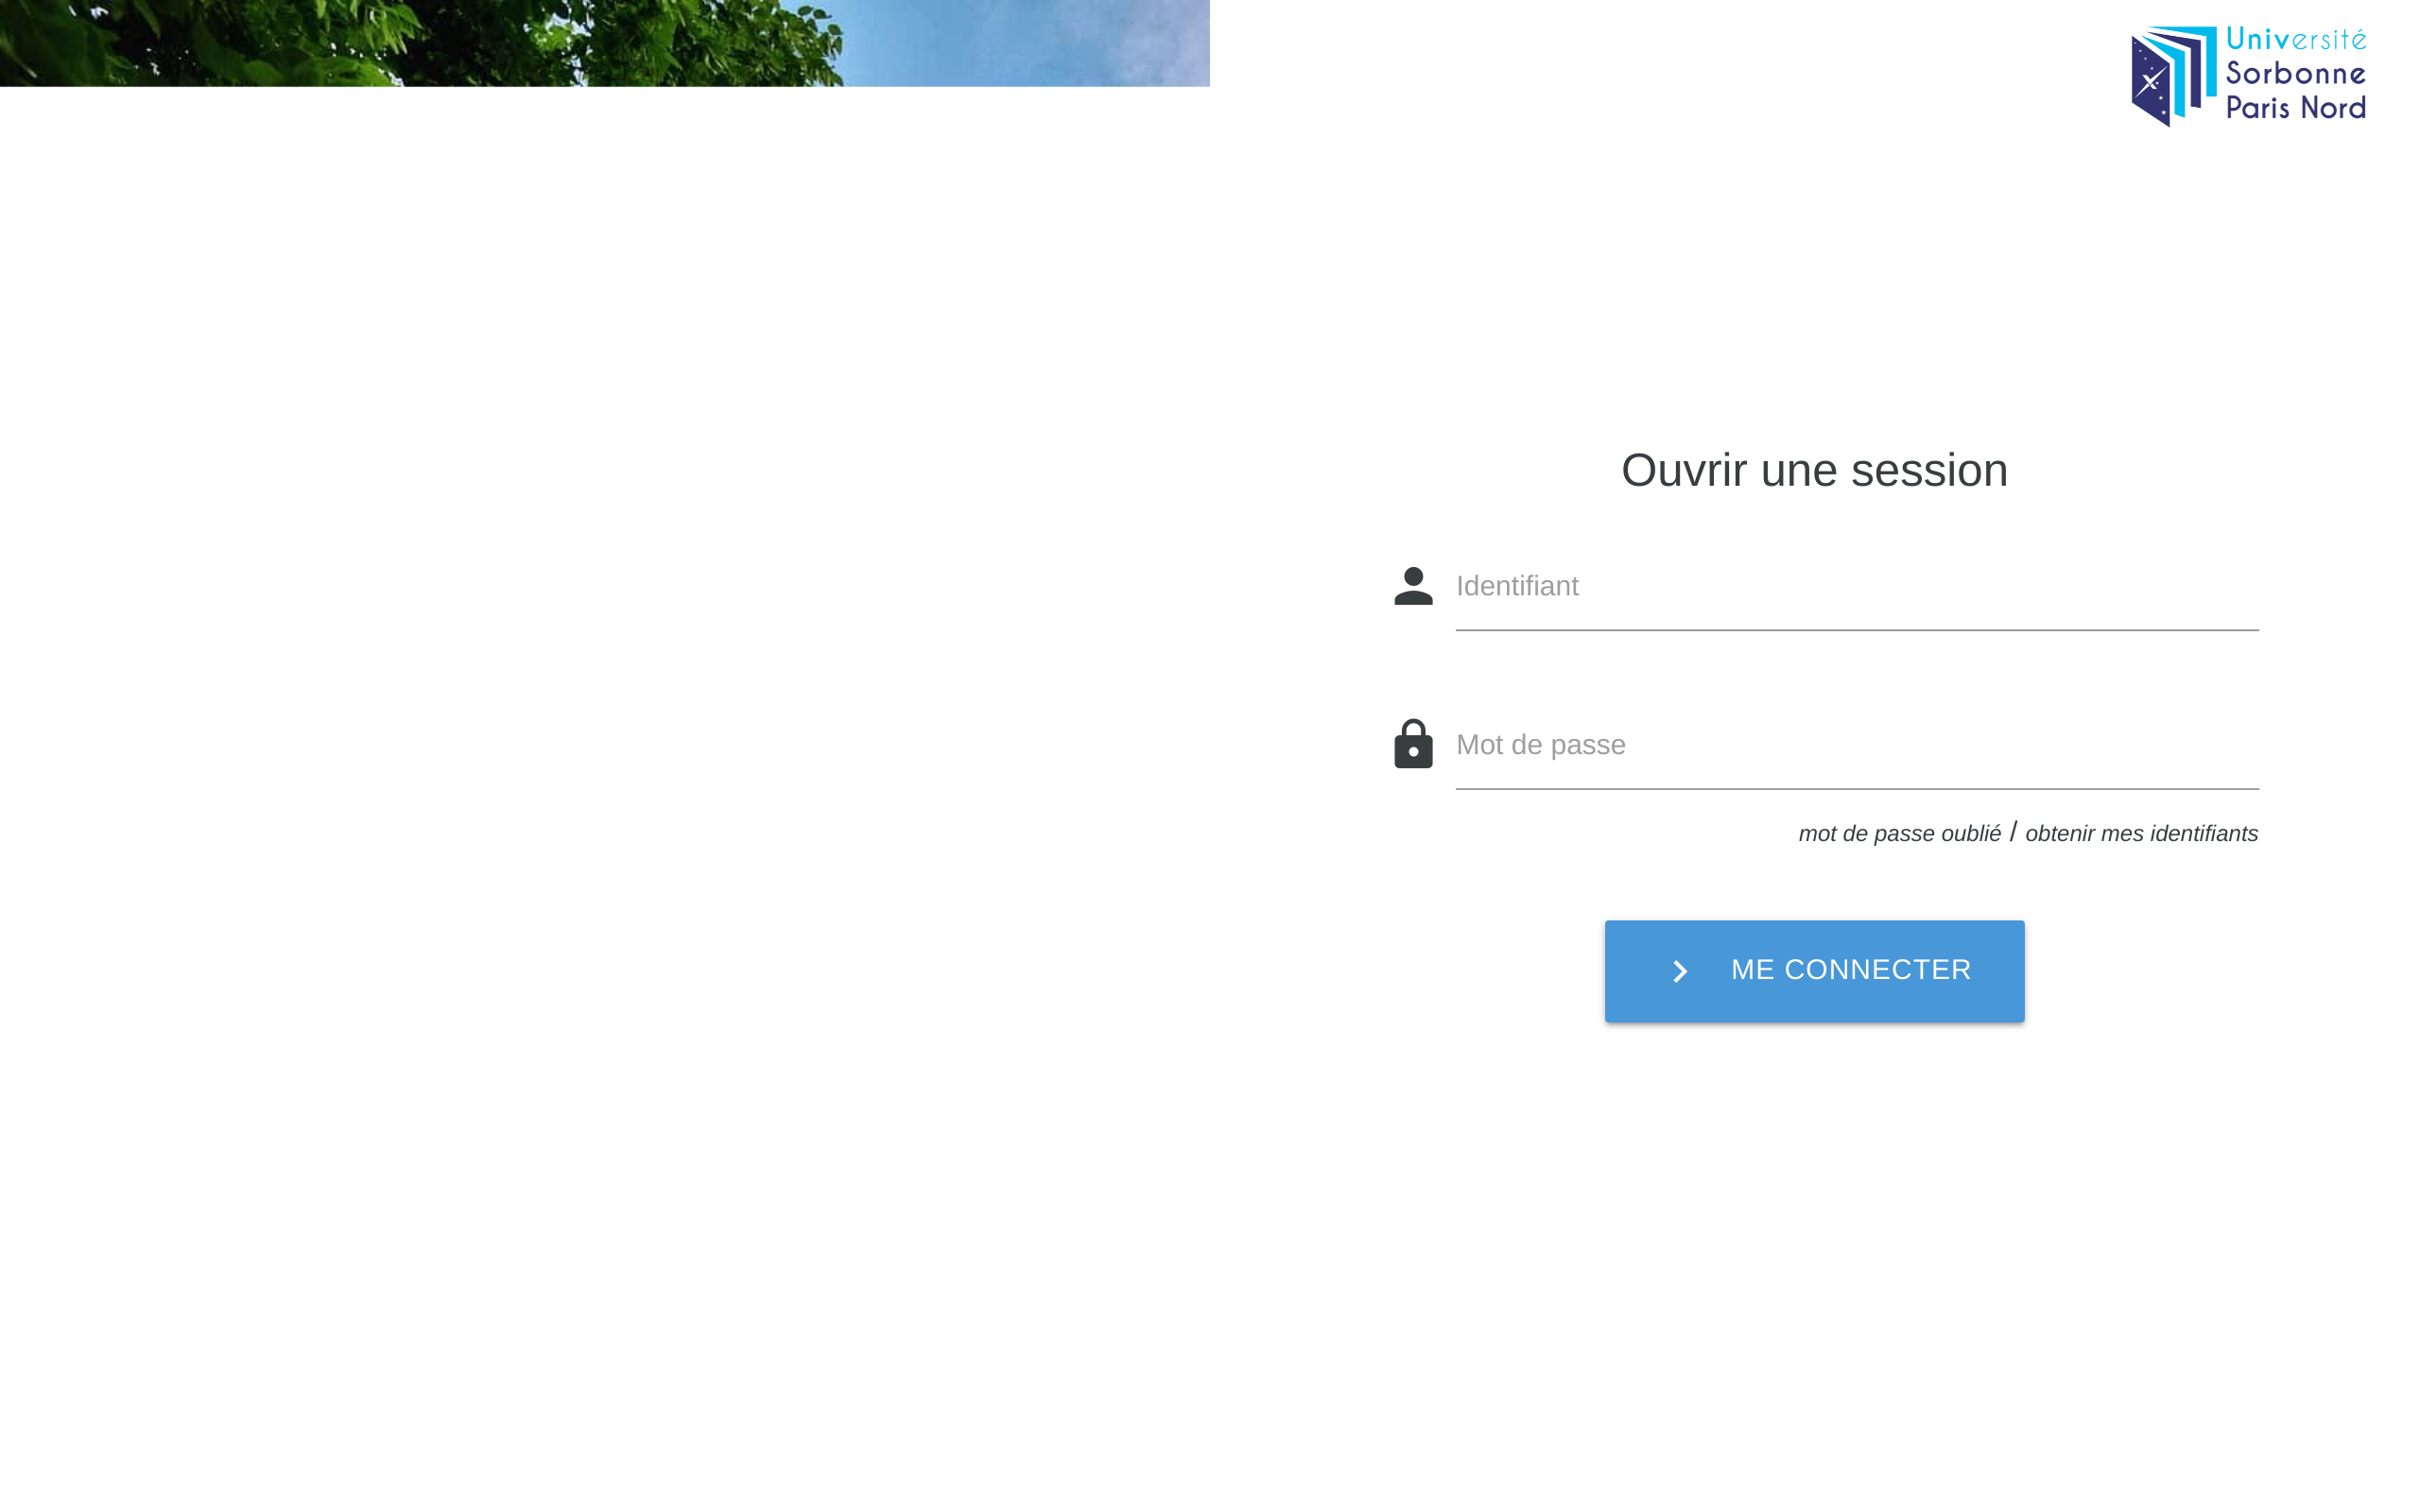 Université
Sorbonne
Paris Nord
Ouvrir une session
Identifiant
Mot de passe
mot de passe oublié / obtenir mes identifiants
ME CONNECTER